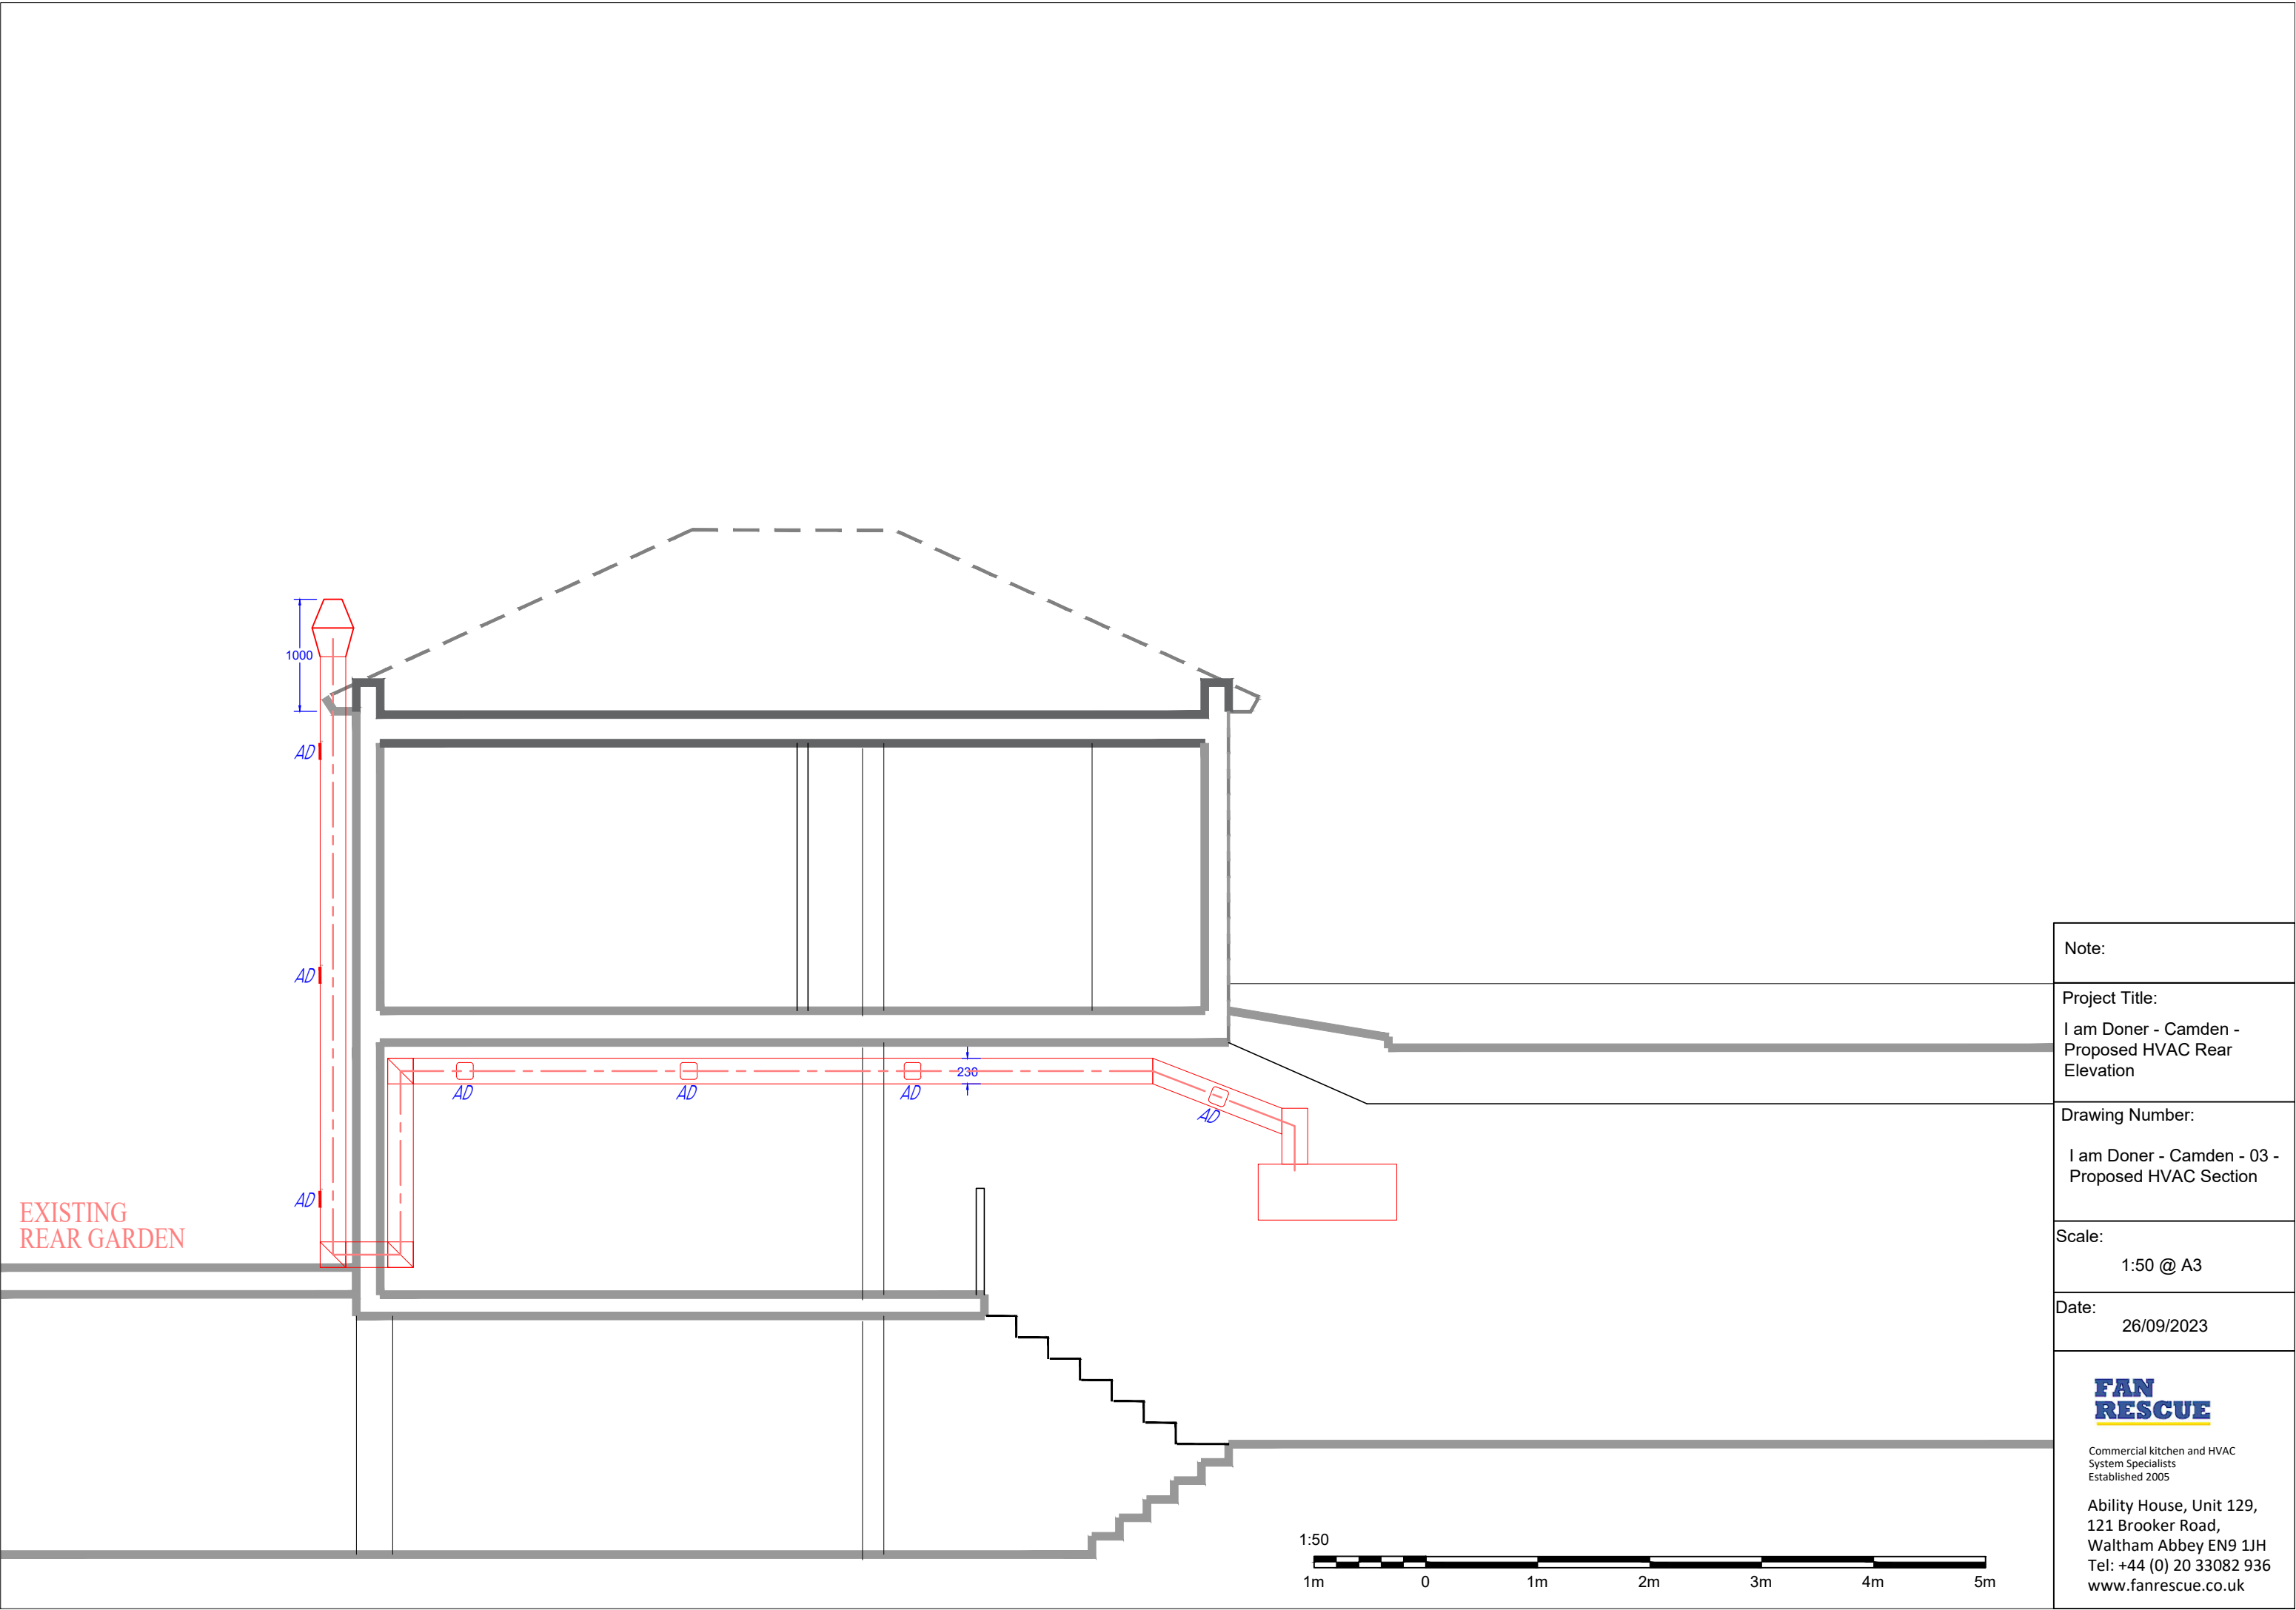 1000
AD
AD
AD
AD
AD
AD
230
AD
EXISTING
REAR GARDEN
1:50
1m
0
1m
2m
3m
4m
5m
Note:
Project Title:
I am Doner - Camden -
Proposed HVAC Rear
Elevation
Drawing Number:
I am Doner - Camden - 03 -
Proposed HVAC Section
Scale:
1:50 @ A3
Date:
26/09/2023
FAN
RESCUE
Commercial kitchen and HVAC
System Specialists
Established 2005
Ability House, Unit 129,
121 Brooker Road,
Waltham Abbey EN9 1JH
Tel: +44 (0) 20 33082 936
www.fanrescue.co.uk